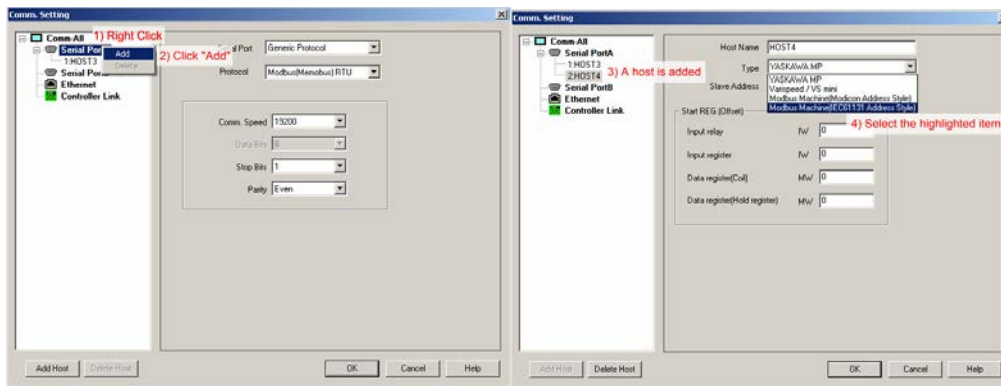 Comm. Setting
1) Right Click
Comm-All
Serial Por
Add
Delete
2) Click "Add"
1:HOST3
Serial
Ethernet
Controller Link
Port
Generic Protocol
Protocol
Modbus(Memobus) RTU
Comm. Speed
19200
Data Bits
8
Stop Bits
1
Parity
Even
Add Host
Delete Host
OK
Cancel
Help
Comm. Setting
Comm-All
Serial PortA
1:HOST3
2:HOST4
3) A host is added
Serial PortB
Ethernet
Controller Link
Host Name
HOST4
Type
YASKAWA MP
YASKAWA MP
Varispeed / VS mini
Modbus Machine(Modicon Address Style)
Modbus Machine(IEC61131 Address Style)
Slave Address
4) Select the highlighted item
Start REG (Offset)
Input relay
IW
0
Input register
IW
0
Data register(Coil)
MW
0
Data register(Hold register)
MW
0
Add Host
Delete Host
OK
Cancel
Help